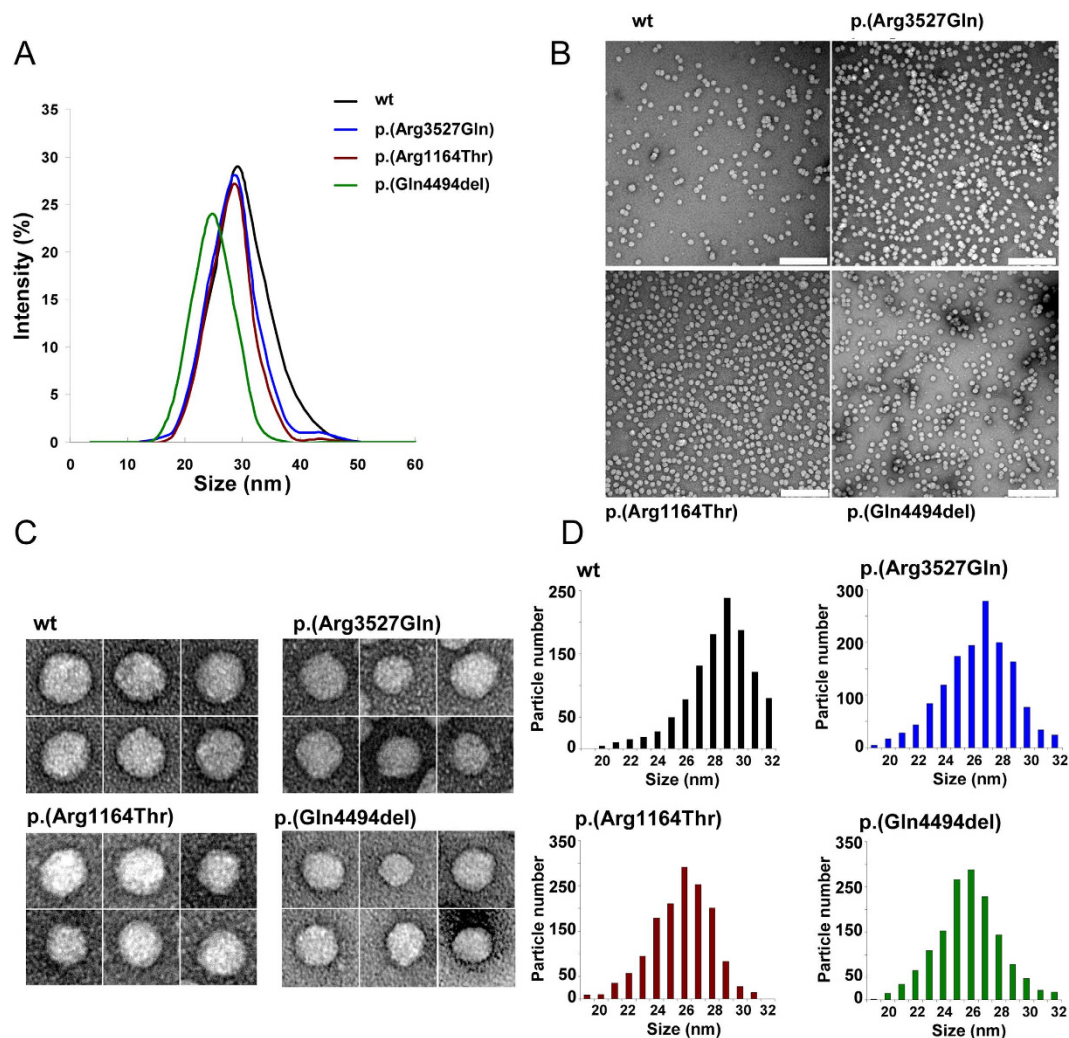 A
35
30
25
20
15
10
5
0
Intensity (%)
0 10 20 30 40 50 60
Size (nm)
wt
p.(Arg3527Gln)
p.(Arg1164Thr)
p.(Gln4494del)
B
wt p.(Arg3527Gln)
p.(Arg1164Thr) p.(Gln4494del)
C
wt
p.(Arg3527Gln)
p.(Arg1164Thr) p.(Gln4494del)
D
wt
250
150
50
0
Particle number
20 22 24 26 28 30 32
Size (nm)
p.(Arg3527Gln)
300
200
100
0
Particle number
20 22 24 26 28 30 32
Size (nm)
p.(Arg1164Thr)
350
250
150
50
0
Particle number
20 22 24 26 28 30 32
Size (nm)
p.(Gln4494del)
350
250
150
50
0
Particle number
20 22 24 26 28 30 32
Size (nm)